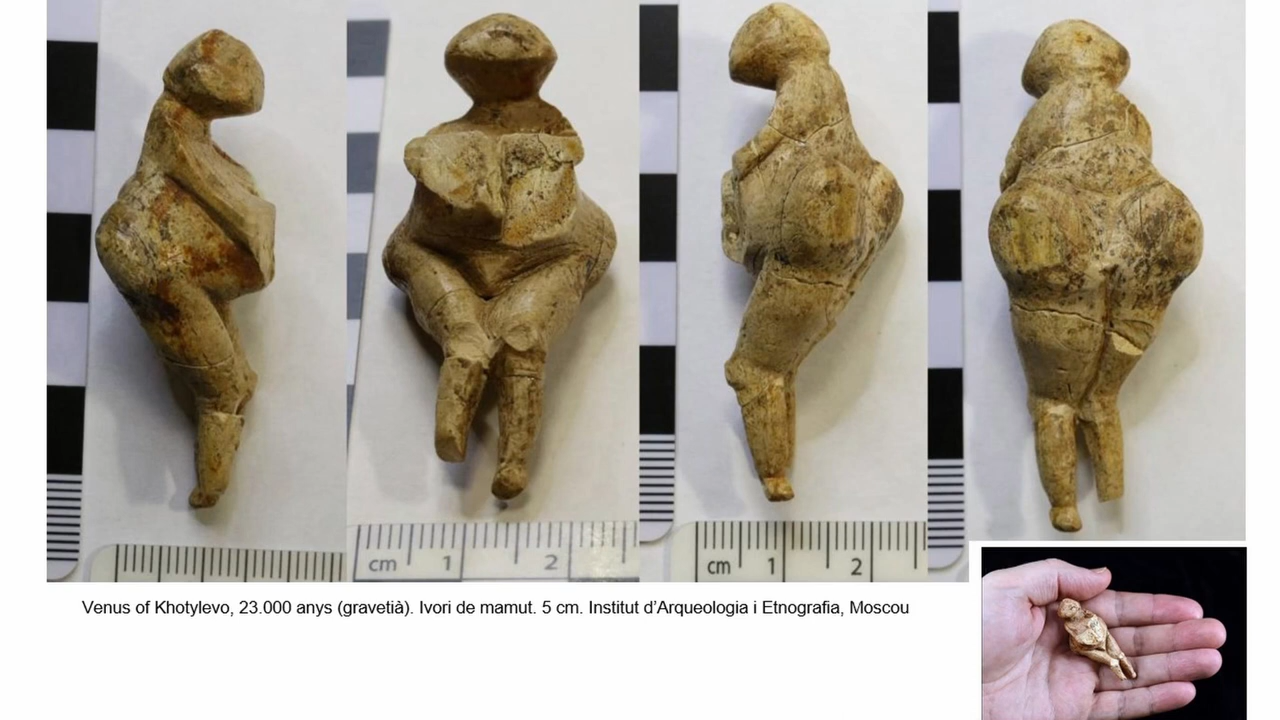 cm 1 2
cm 1 2
Venus of Khotylevo, 23.000 anys (gravetià). Ivori de mamut. 5 cm. Institut d’Arqueologia i Etnografia, Moscou